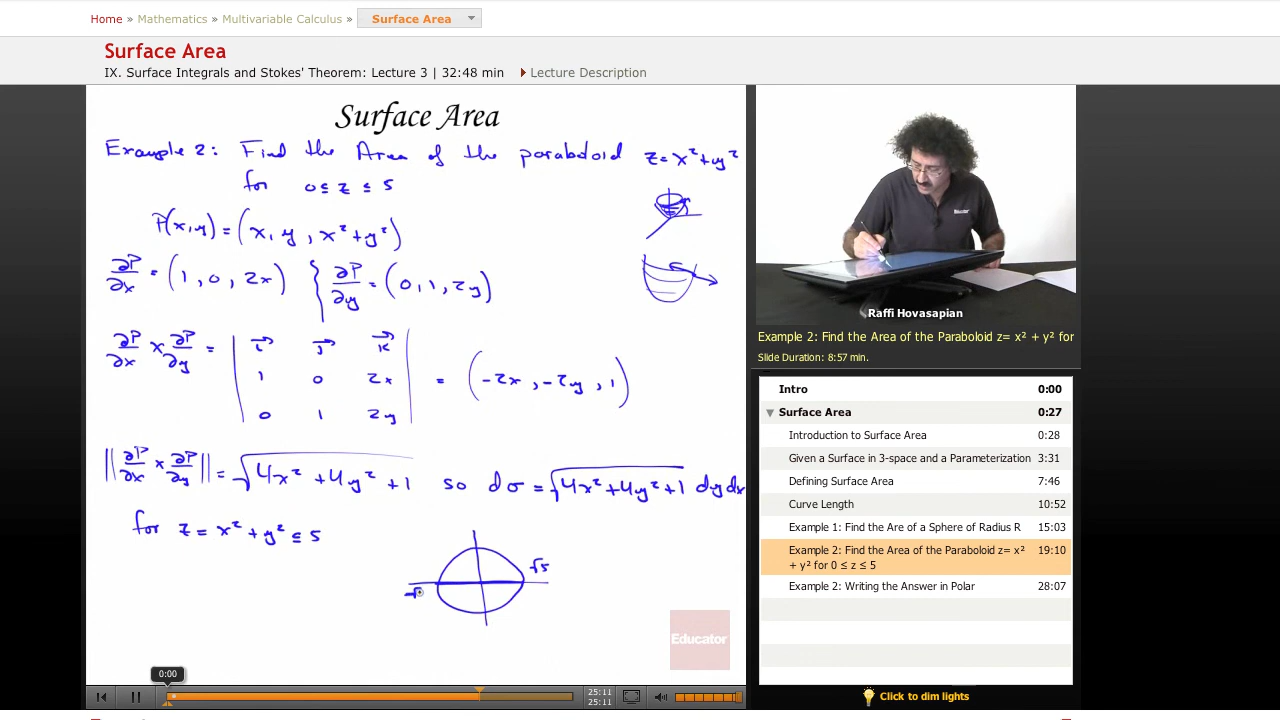 Home » Mathematics » Multivariable Calculus » Surface Area
Surface Area
IX. Surface Integrals and Stokes' Theorem: Lecture 3 | 32:48 min Lecture Description
Surface Area
Example 2: Find the Area of the paraboloid z = x² + y²
for 0 ≤ z ≤ 5
P(x,y) = (x, y, x² + y²)
∂P/∂x = (1, 0, 2x) { ∂P/∂y = (0, 1, 2y)
∂P/∂x × ∂P/∂y = | i→ j→ k→ | = (-2x, -2y, 1)
1 0 2x
0 1 2y
||∂P/∂x × ∂P/∂y|| = √4x² + 4y² + 1 so dσ = √4x² + 4y² + 1 dy dx
for z = x² + y² ≤ 5
√5
-√5
Educator
0:00
25:11
25:11
Raffi Hovasapian
Example 2: Find the Area of the Paraboloid z= x² + y² for
Slide Duration: 8:57 min.
Intro 0:00
Surface Area 0:27
Introduction to Surface Area 0:28
Given a Surface in 3-space and a Parameterization 3:31
Defining Surface Area 7:46
Curve Length 10:52
Example 1: Find the Are of a Sphere of Radius R 15:03
Example 2: Find the Area of the Paraboloid z= x² 19:10
+ y² for 0 ≤ z ≤ 5
Example 2: Writing the Answer in Polar 28:07
Click to dim lights